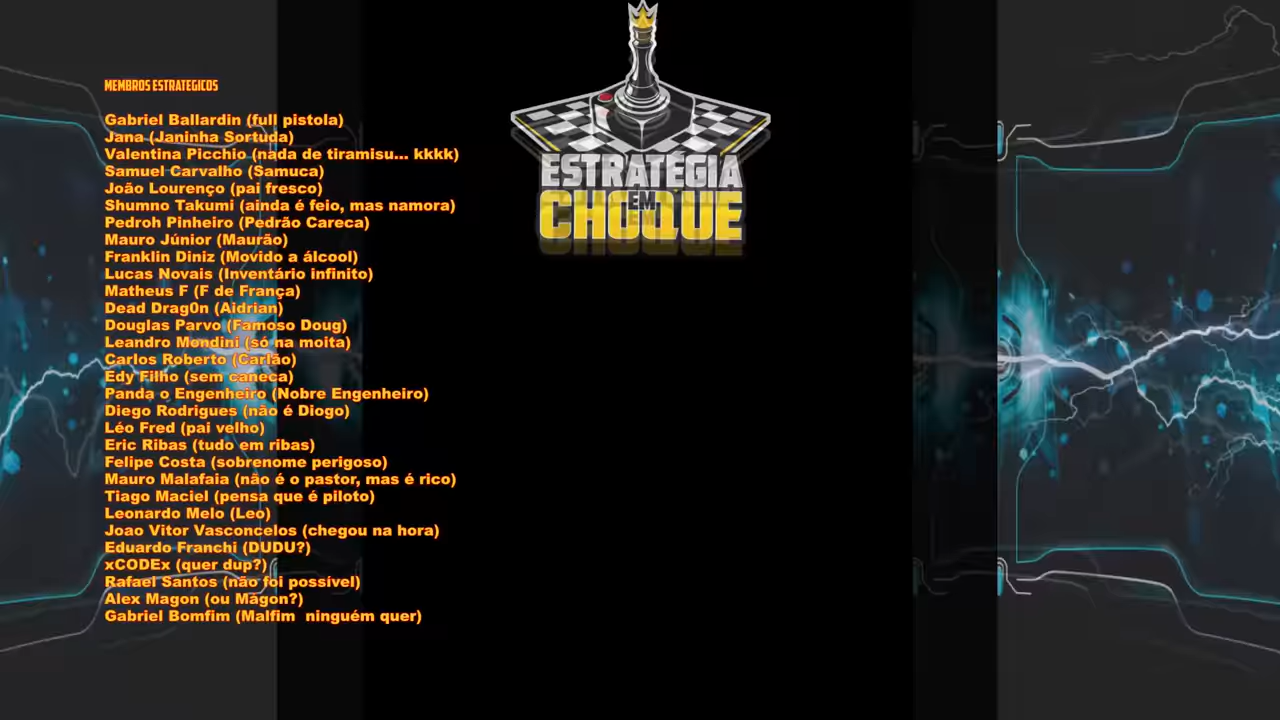 MEMBROS ESTRATEGICOS
Gabriel Ballardin (full pistola)
Jana (Janinha Sortuda)
Valentina Picchio (nada de tiramisu... kkkk)
Samuel Carvalho (Samuca)
João Lourenço (pai fresco)
Shumno Takumi (ainda é feio, mas namora)
Pedroh Pinheiro (Pedrão Careca)
Mauro Júnior (Maurão)
Franklin Diniz (Movido a álcool)
Lucas Novais (Inventário infinito)
Matheus F (F de França)
Dead Drag0n (Aidrian)
Douglas Parvo (Famoso Doug)
Leandro Mendini (só na moita)
Carlos Roberto (Carlão)
Edy Filho (sem caneca)
Panda o Engenheiro (Nobre Engenheiro)
Diego Rodrigues (não é Diogo)
Léo Fred (pai velho)
Eric Ribas (tudo em ribas)
Felipe Costa (sobrenome perigoso)
Mauro Malafaia (não é o pastor, mas é rico)
Tiago Maciel (pensa que é piloto)
Leonardo Melo (Leo)
Joao Vitor Vasconcelos (chegou na hora)
Eduardo Franchi (DUDU?)
xCODEx (quer dup?)
Rafael Santos (não foi possível)
Alex Magon (ou Mágon?)
Gabriel Bomfim (Malfim  ninguém quer)
ESTRATÉGIA
EM
CHOQUE